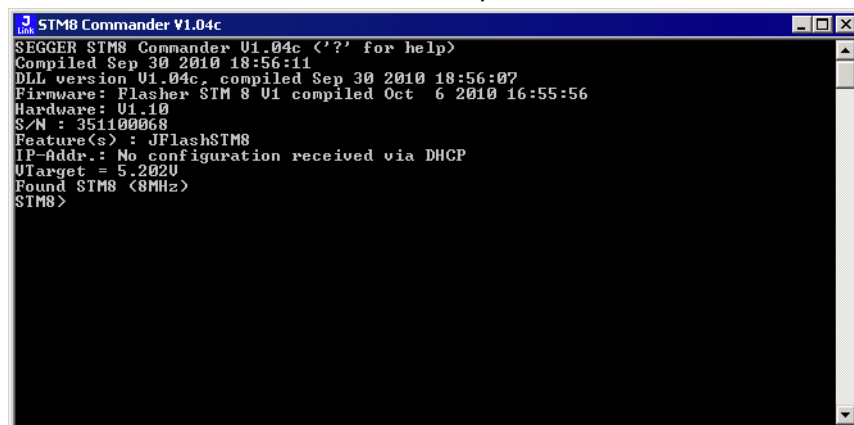 J Link STM8 Commander V1.04c
SEGGER STM8 Commander V1.04c ('?' for help)
Compiled Sep 30 2010 18:56:11
DLL version V1.04c, compiled Sep 30 2010 18:56:07
Firmware: Flasher STM 8 V1 compiled Oct  6 2010 16:55:56
Hardware: V1.10
S/N : 351100068
Feature(s) : JFlashSTM8
IP-Addr.: No configuration received via DHCP
VTarget = 5.202V
Found STM8 (8MHz)
STM8>